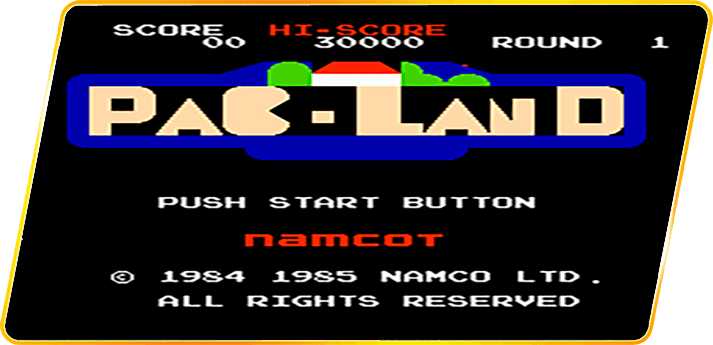 SCORE HI-SCORE
00 30000 ROUND 1
PAC-LAND
PUSH START BUTTON
namcot
© 1984 1985 NAMCO LTD.
ALL RIGHTS RESERVED